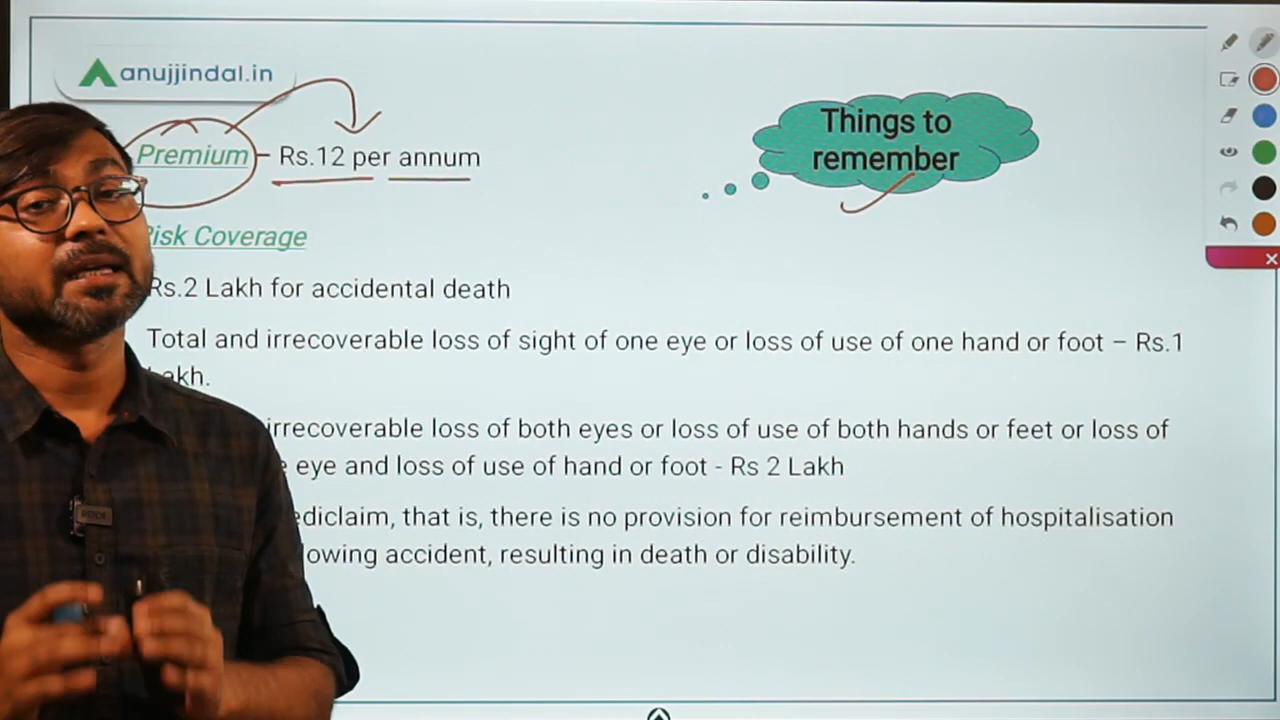 anujjindal.in
Things to
remember
Premium – Rs.12 per annum
Risk Coverage
Rs.2 Lakh for accidental death
Total and irrecoverable loss of sight of one eye or loss of use of one hand or foot – Rs.1
Lakh.
irrecoverable loss of both eyes or loss of use of both hands or feet or loss of
eye and loss of use of hand or foot - Rs 2 Lakh
that is, there is no provision for reimbursement of hospitalisation
accident, resulting in death or disability.